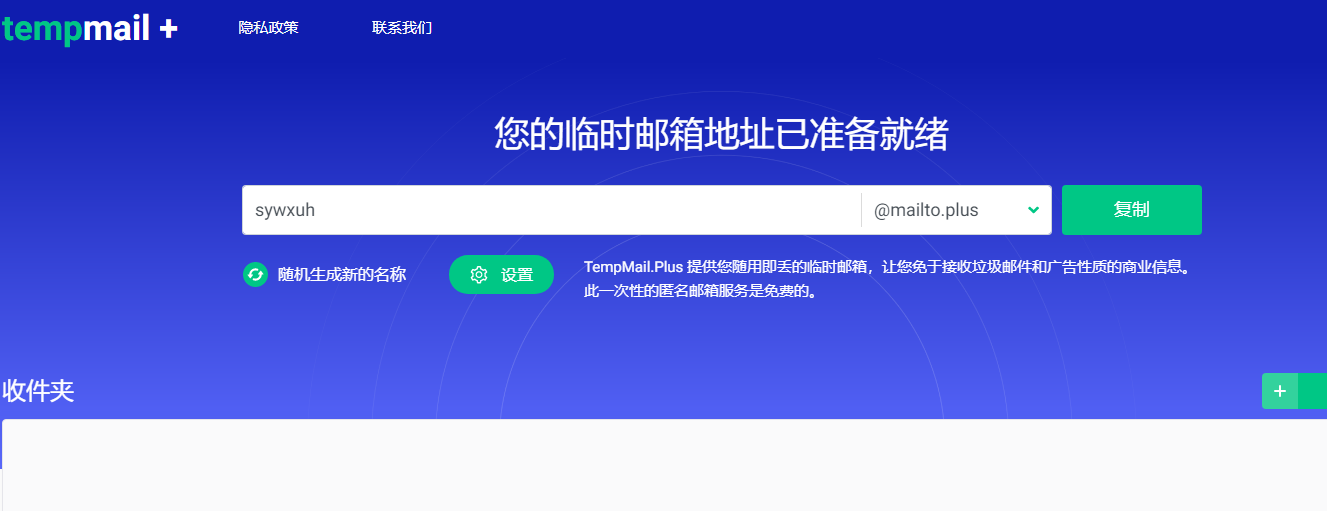 tempmail +
隐私政策
联系我们
您的临时邮箱地址已准备就绪
sywxuh
@mailto.plus
复制
随机生成新的名称
设置
TempMail.Plus 提供您随用即丢的临时邮箱，让您免于接收垃圾邮件和广告性质的商业信息。
此一次性的匿名邮箱服务是免费的。
收件夹
+